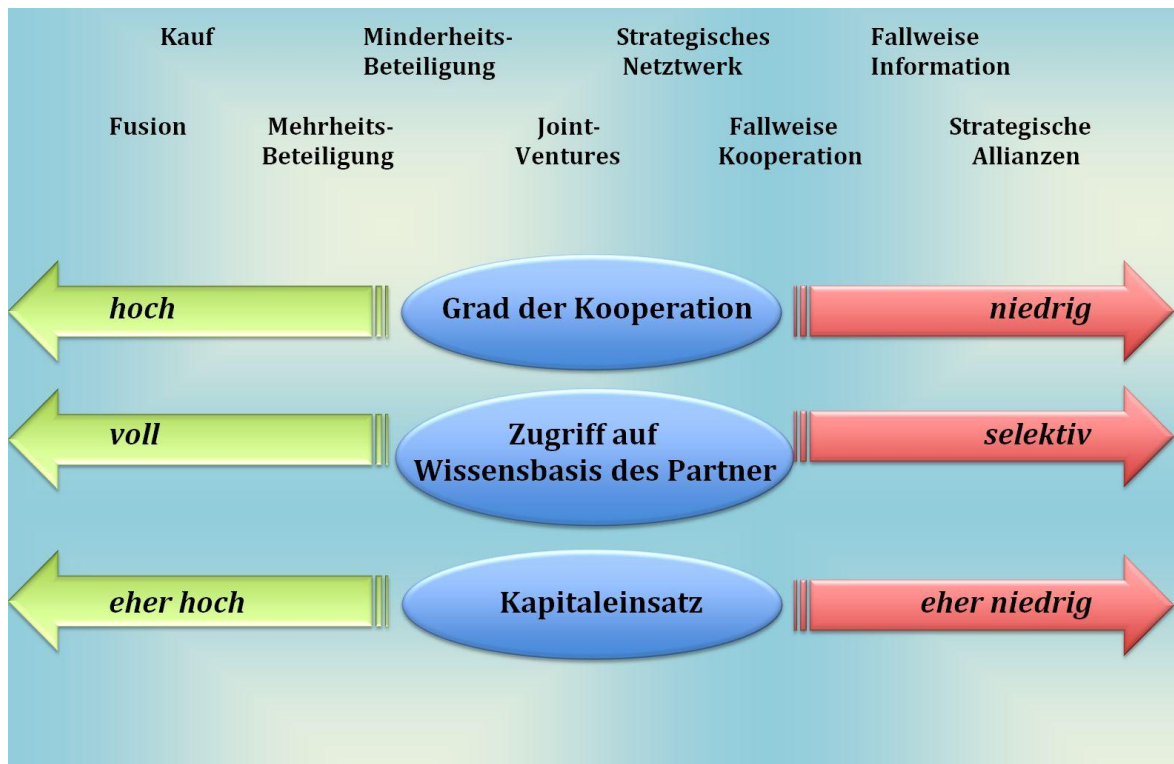 Kauf Minderheits- Strategisches Fallweise
Beteiligung Netztwerk Information
Fusion Mehrheits- Joint- Fallweise Strategische
Beteiligung Ventures Kooperation Allianzen
hoch Grad der Kooperation niedrig
voll Zugriff auf selektiv
Wissensbasis des Partner
eher hoch Kapitaleinsatz eher niedrig